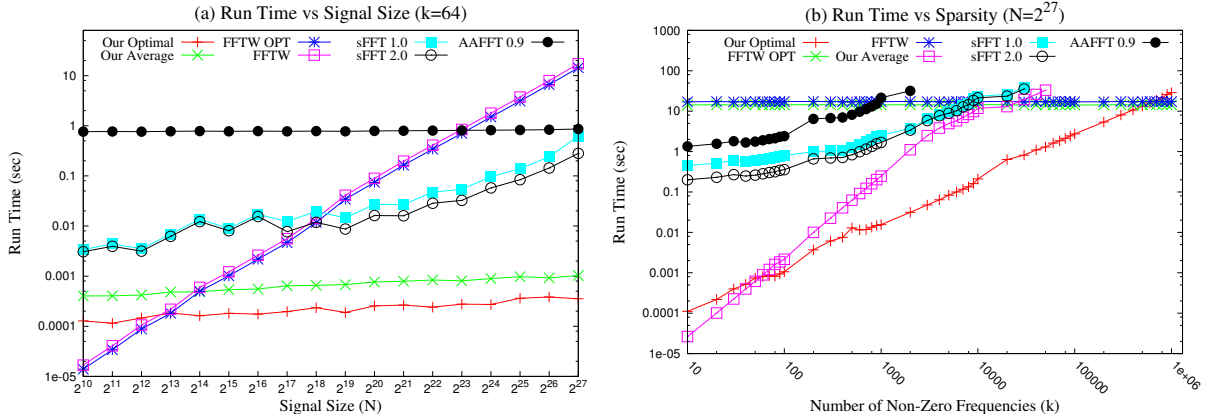 (a) Run Time vs Signal Size (k=64)
Our Optimal
FFTW OPT
sFFT 1.0
AAFFT 0.9
Our Average
FFTW
sFFT 2.0
10
1
0.1
0.01
0.001
0.0001
1e-05
Run Time (sec)
2^10 2^11 2^12 2^13 2^14 2^15 2^16 2^17 2^18 2^19 2^20 2^21 2^22 2^23 2^24 2^25 2^26 2^27
Signal Size (N)
(b) Run Time vs Sparsity (N=2^27)
Our Optimal
FFTW
sFFT 1.0
AAFFT 0.9
FFTW OPT
Our Average
sFFT 2.0
1000
100
10
1
0.1
0.01
0.001
0.0001
1e-05
Run Time (sec)
10 100 1000 10000 100000 1e+06
Number of Non-Zero Frequencies (k)